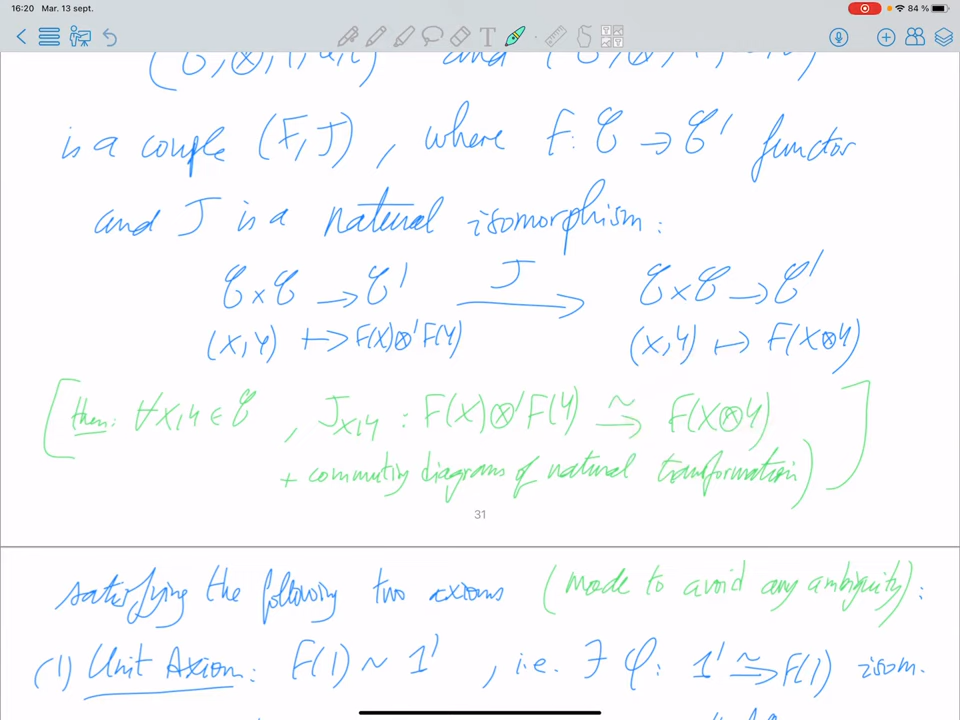 16:20 Mar. 13 sept. 84 %
and
is a couple (F, J), where F: 𝒞 → 𝒞' functor
and J is a natural isomorphism:
𝒞 × 𝒞 → 𝒞' J→ 𝒞 × 𝒞 → 𝒞'
(X, Y) ↦ F(X) ⊗' F(Y) (X, Y) ↦ F(X ⊗ Y)
[then: ∀ X, Y ∈ 𝒞, J_{X,Y} : F(X) ⊗' F(Y) ≅→ F(X ⊗ Y)
+ commuting diagrams of natural transformation)]
31
satisfying the following two axioms (made to avoid any ambiguity):
(1) Unit Axiom: F(1) ~ 1', i.e. ∃ φ: 1' ~→ F(1) isom.